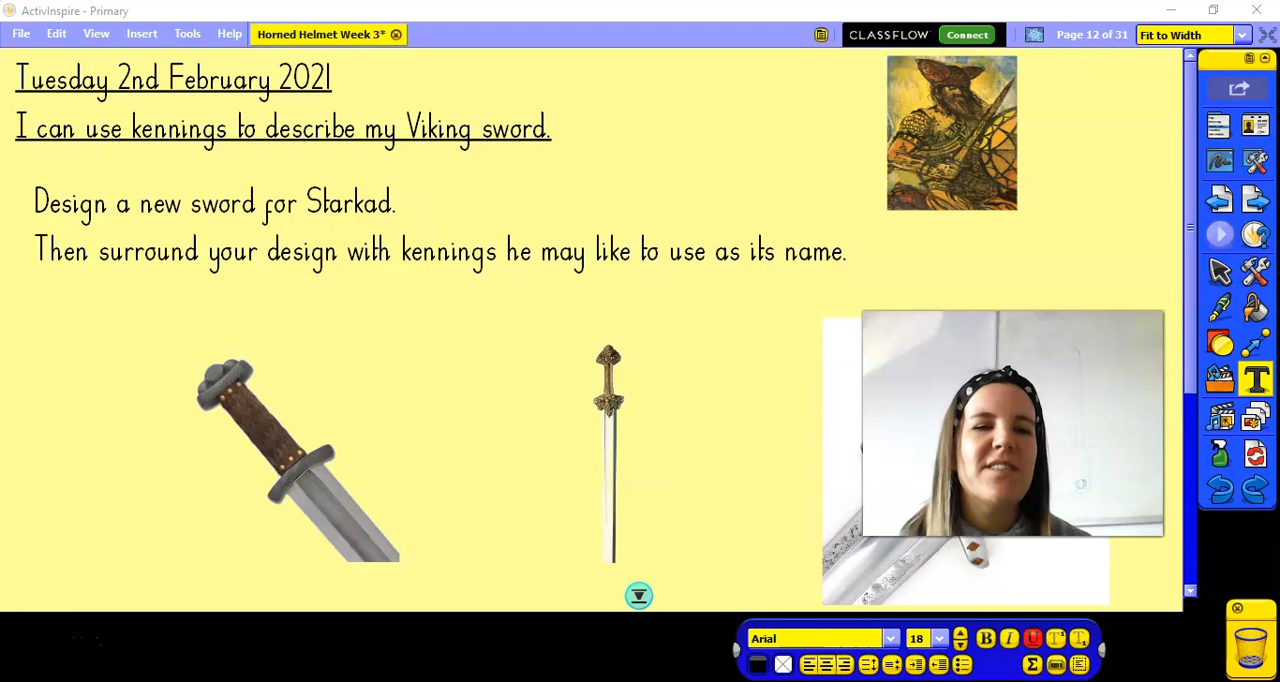 ActivInspire - Primary
File Edit View Insert Tools Help Horned Helmet Week 3* CLASSFLOW Connect Page 12 of 31 Fit to Width
Tuesday 2nd February 2021
I can use kennings to describe my Viking sword.
Design a new sword for Starkad.
Then surround your design with kennings he may like to use as its name.
T
Arial 18 B I U T T
Σ